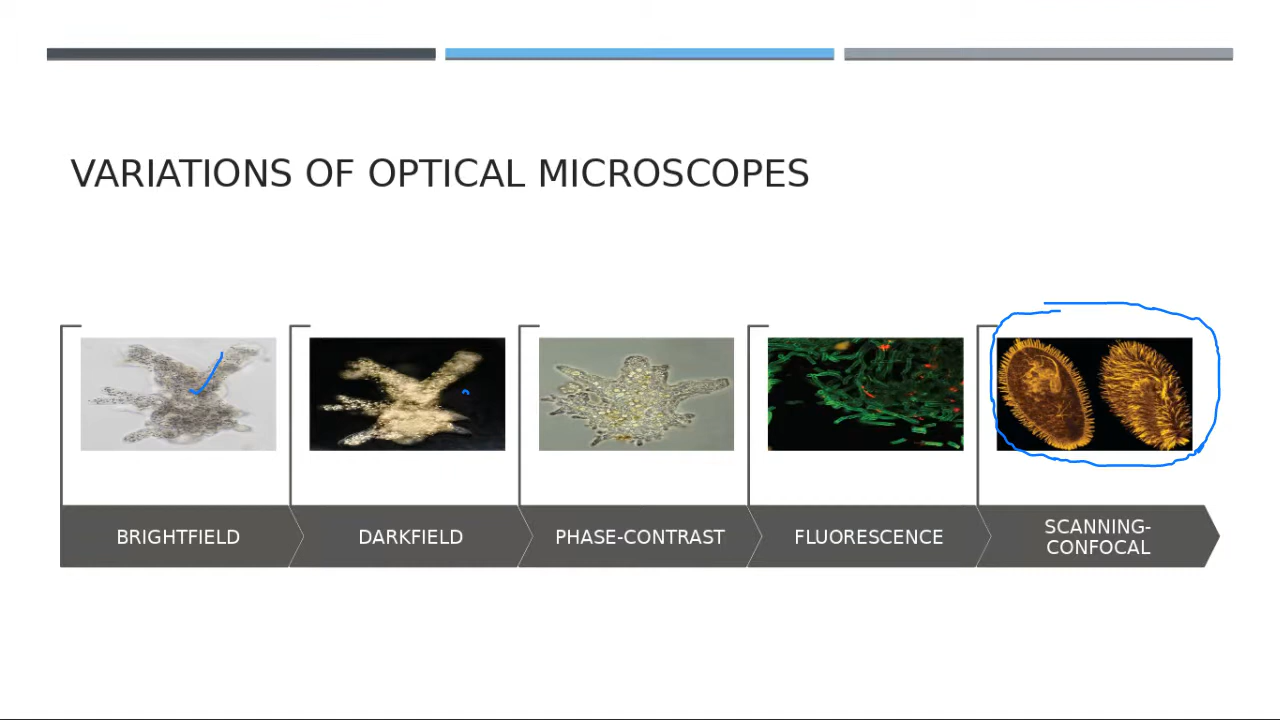 VARIATIONS OF OPTICAL MICROSCOPES
BRIGHTFIELD
DARKFIELD
PHASE-CONTRAST
FLUORESCENCE
SCANNING-
CONFOCAL